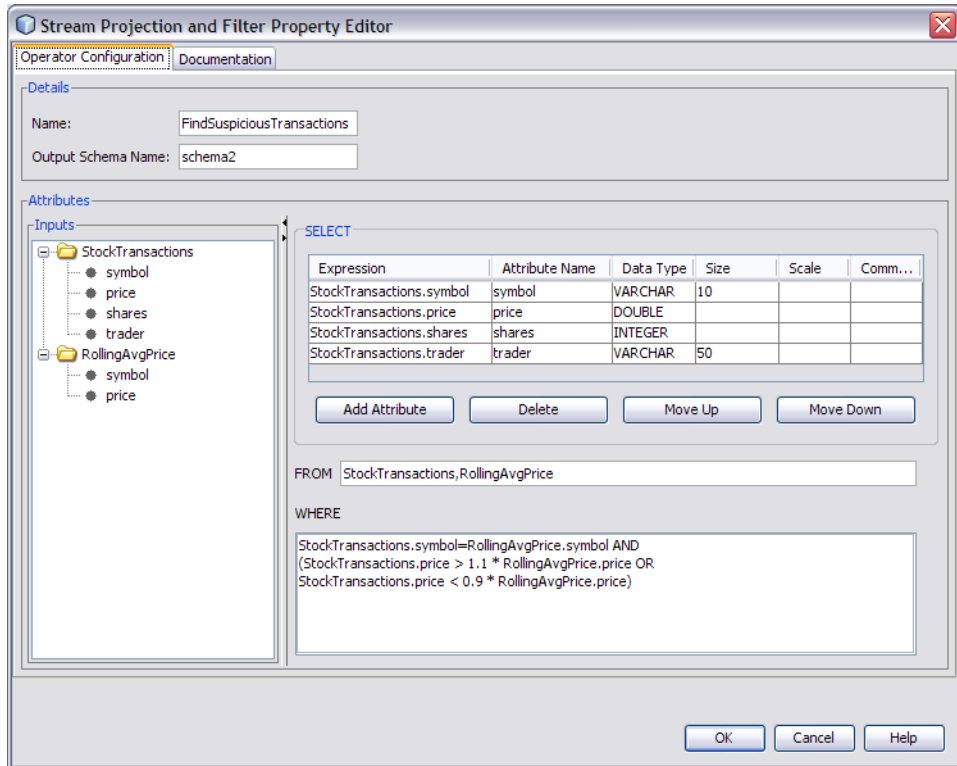 Stream Projection and Filter Property Editor
Operator Configuration Documentation
Details
Name: FindSuspiciousTransactions
Output Schema Name: schema2
Attributes
Inputs
StockTransactions
symbol
price
shares
trader
RollingAvgPrice
symbol
price
SELECT
Expression Attribute Name Data Type Size Scale Comm...
StockTransactions.symbol symbol VARCHAR 10
StockTransactions.price price DOUBLE
StockTransactions.shares shares INTEGER
StockTransactions.trader trader VARCHAR 50
Add Attribute Delete Move Up Move Down
FROM StockTransactions,RollingAvgPrice
WHERE
StockTransactions.symbol=RollingAvgPrice.symbol AND
(StockTransactions.price > 1.1 * RollingAvgPrice.price OR
StockTransactions.price < 0.9 * RollingAvgPrice.price)
OK Cancel Help